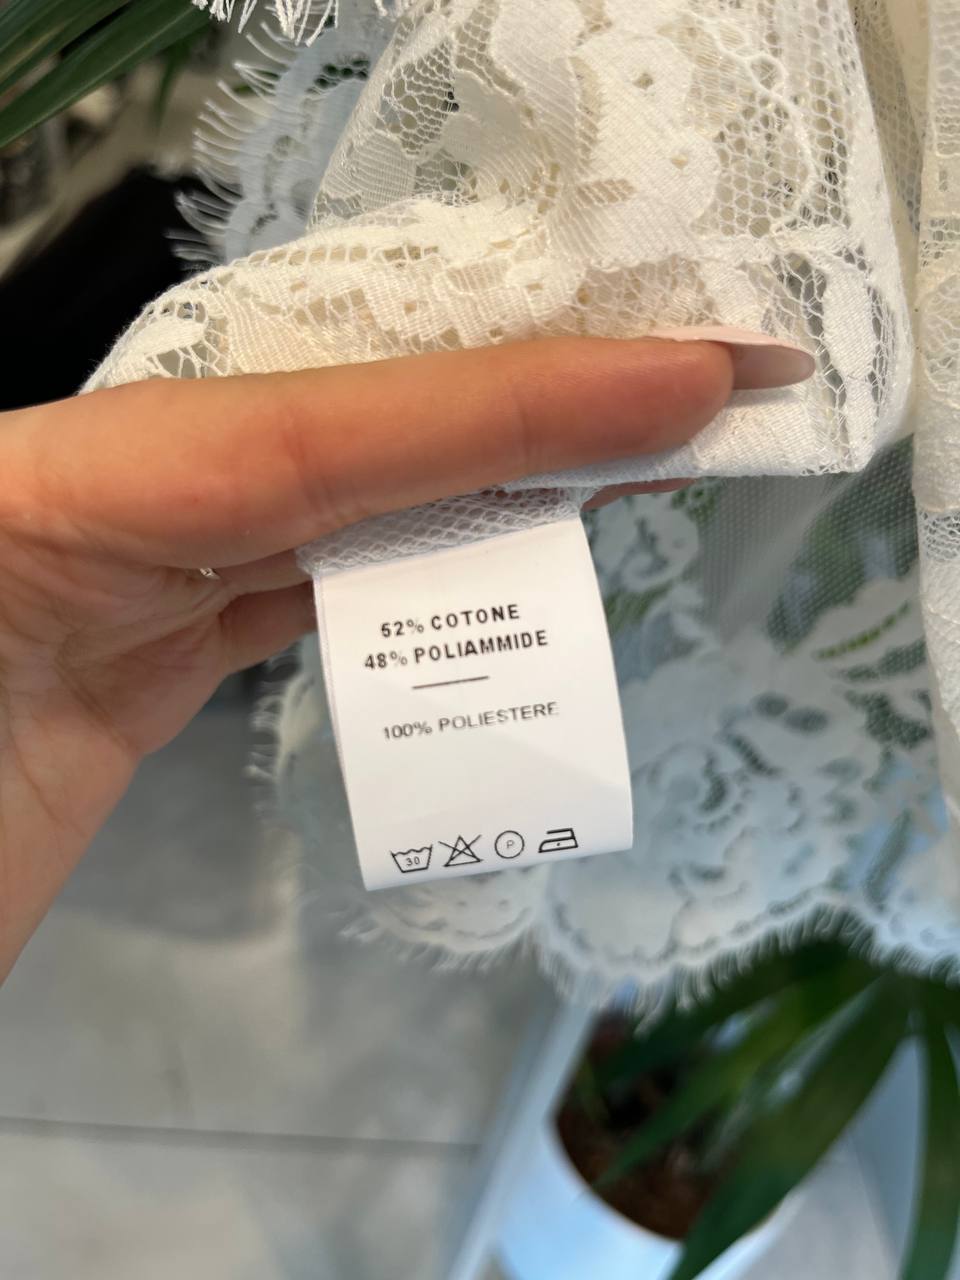 52% COTONE
48% POLIAMMIDE
100% POLIESTERE
30 P